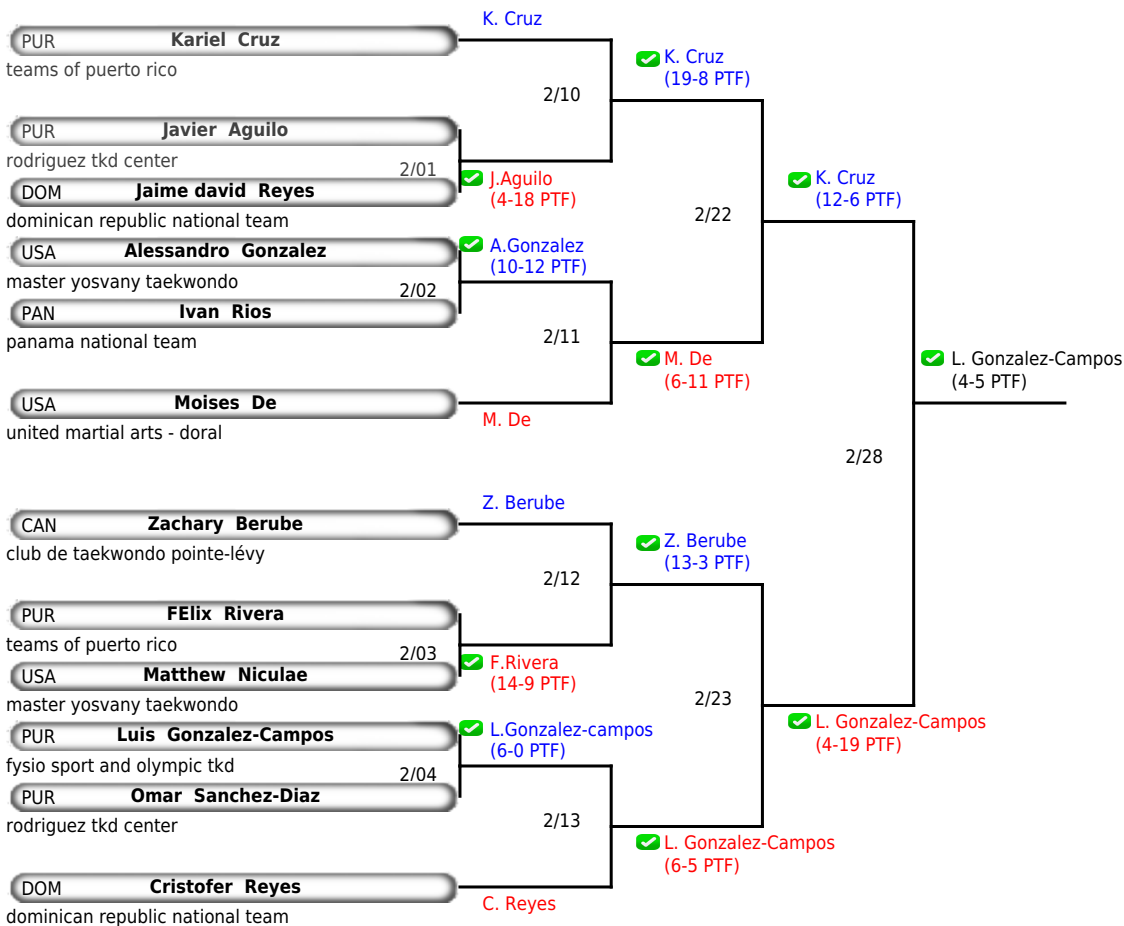 K. Cruz
PUR Kariel Cruz
teams of puerto rico
K. Cruz
(19-8 PTF)
2/10
PUR Javier Aguilo
rodriguez tkd center
2/01
DOM Jaime david Reyes
dominican republic national team
J.Aguilo
(4-18 PTF)
K. Cruz
(12-6 PTF)
2/22
USA Alessandro Gonzalez
master yosvany taekwondo
A.Gonzalez
(10-12 PTF)
2/02
PAN Ivan Rios
panama national team
2/11
M. De
(6-11 PTF)
L. Gonzalez-Campos
(4-5 PTF)
USA Moises De
united martial arts - doral
M. De
2/28
Z. Berube
CAN Zachary Berube
club de taekwondo pointe-lévy
Z. Berube
(13-3 PTF)
2/12
PUR FElix Rivera
teams of puerto rico
2/03
USA Matthew Niculae
master yosvany taekwondo
F.Rivera
(14-9 PTF)
2/23
L. Gonzalez-Campos
(4-19 PTF)
PUR Luis Gonzalez-Campos
fysio sport and olympic tkd
L.Gonzalez-campos
(6-0 PTF)
2/04
PUR Omar Sanchez-Diaz
rodriguez tkd center
2/13
L. Gonzalez-Campos
(6-5 PTF)
DOM Cristofer Reyes
dominican republic national team
C. Reyes